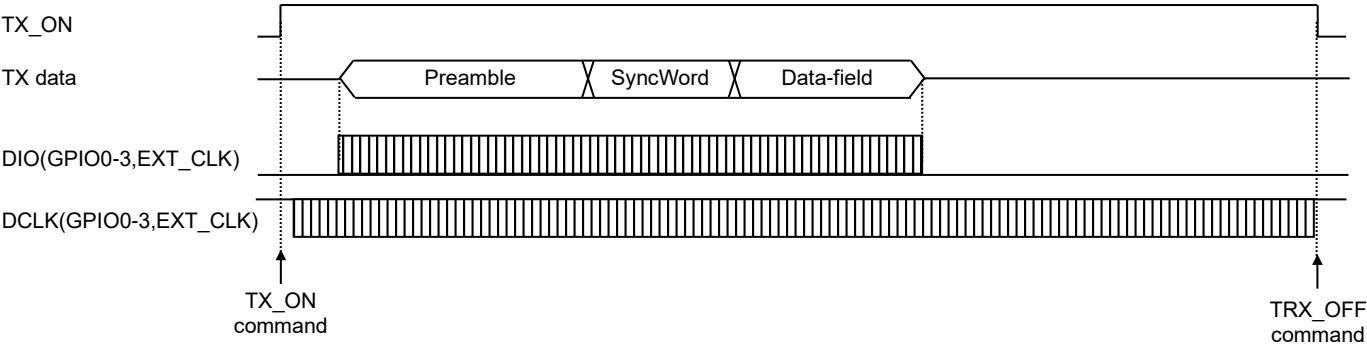 TX_ON
TX data
Preamble
SyncWord
Data-field
DIO(GPIO0-3,EXT_CLK)
DCLK(GPIO0-3,EXT_CLK)
TX_ON
command
TRX_OFF
command